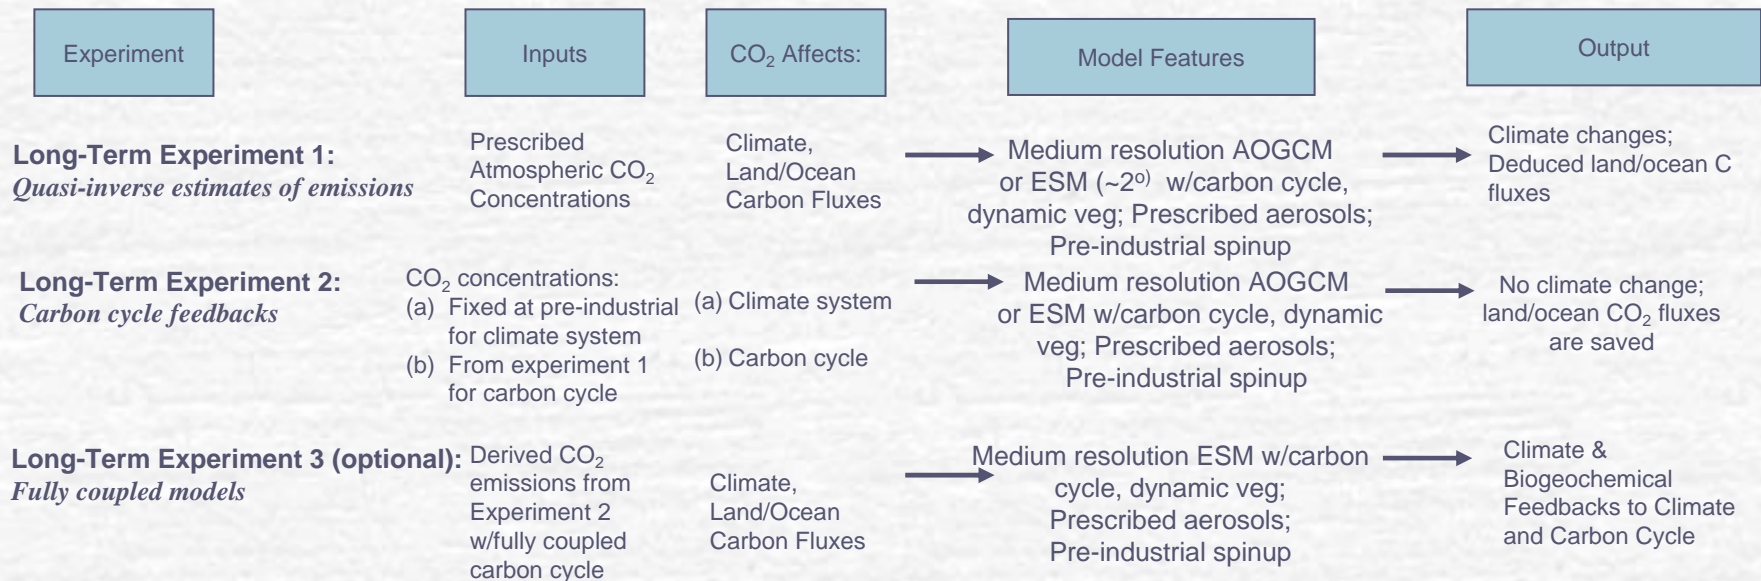 Experiment
Inputs
CO₂ Affects:
Model Features
Output
Long-Term Experiment 1:
Quasi-inverse estimates of emissions
Prescribed
Atmospheric CO₂
Concentrations
Climate,
Land/Ocean
Carbon Fluxes
Medium resolution AOGCM
or ESM (~2º) w/carbon cycle,
dynamic veg; Prescribed aerosols;
Pre-industrial spinup
Climate changes;
Deduced land/ocean C
fluxes
Long-Term Experiment 2:
Carbon cycle feedbacks
CO₂ concentrations:
(a) Fixed at pre-industrial
for climate system
(b) From experiment 1
for carbon cycle
(a) Climate system
(b) Carbon cycle
Medium resolution AOGCM
or ESM w/carbon cycle, dynamic
veg; Prescribed aerosols;
Pre-industrial spinup
No climate change;
land/ocean CO₂ fluxes
are saved
Long-Term Experiment 3 (optional):
Fully coupled models
Derived CO₂
emissions from
Experiment 2
w/fully coupled
carbon cycle
Climate,
Land/Ocean
Carbon Fluxes
Medium resolution ESM w/carbon
cycle, dynamic veg;
Prescribed aerosols;
Pre-industrial spinup
Climate &
Biogeochemical
Feedbacks to Climate
and Carbon Cycle